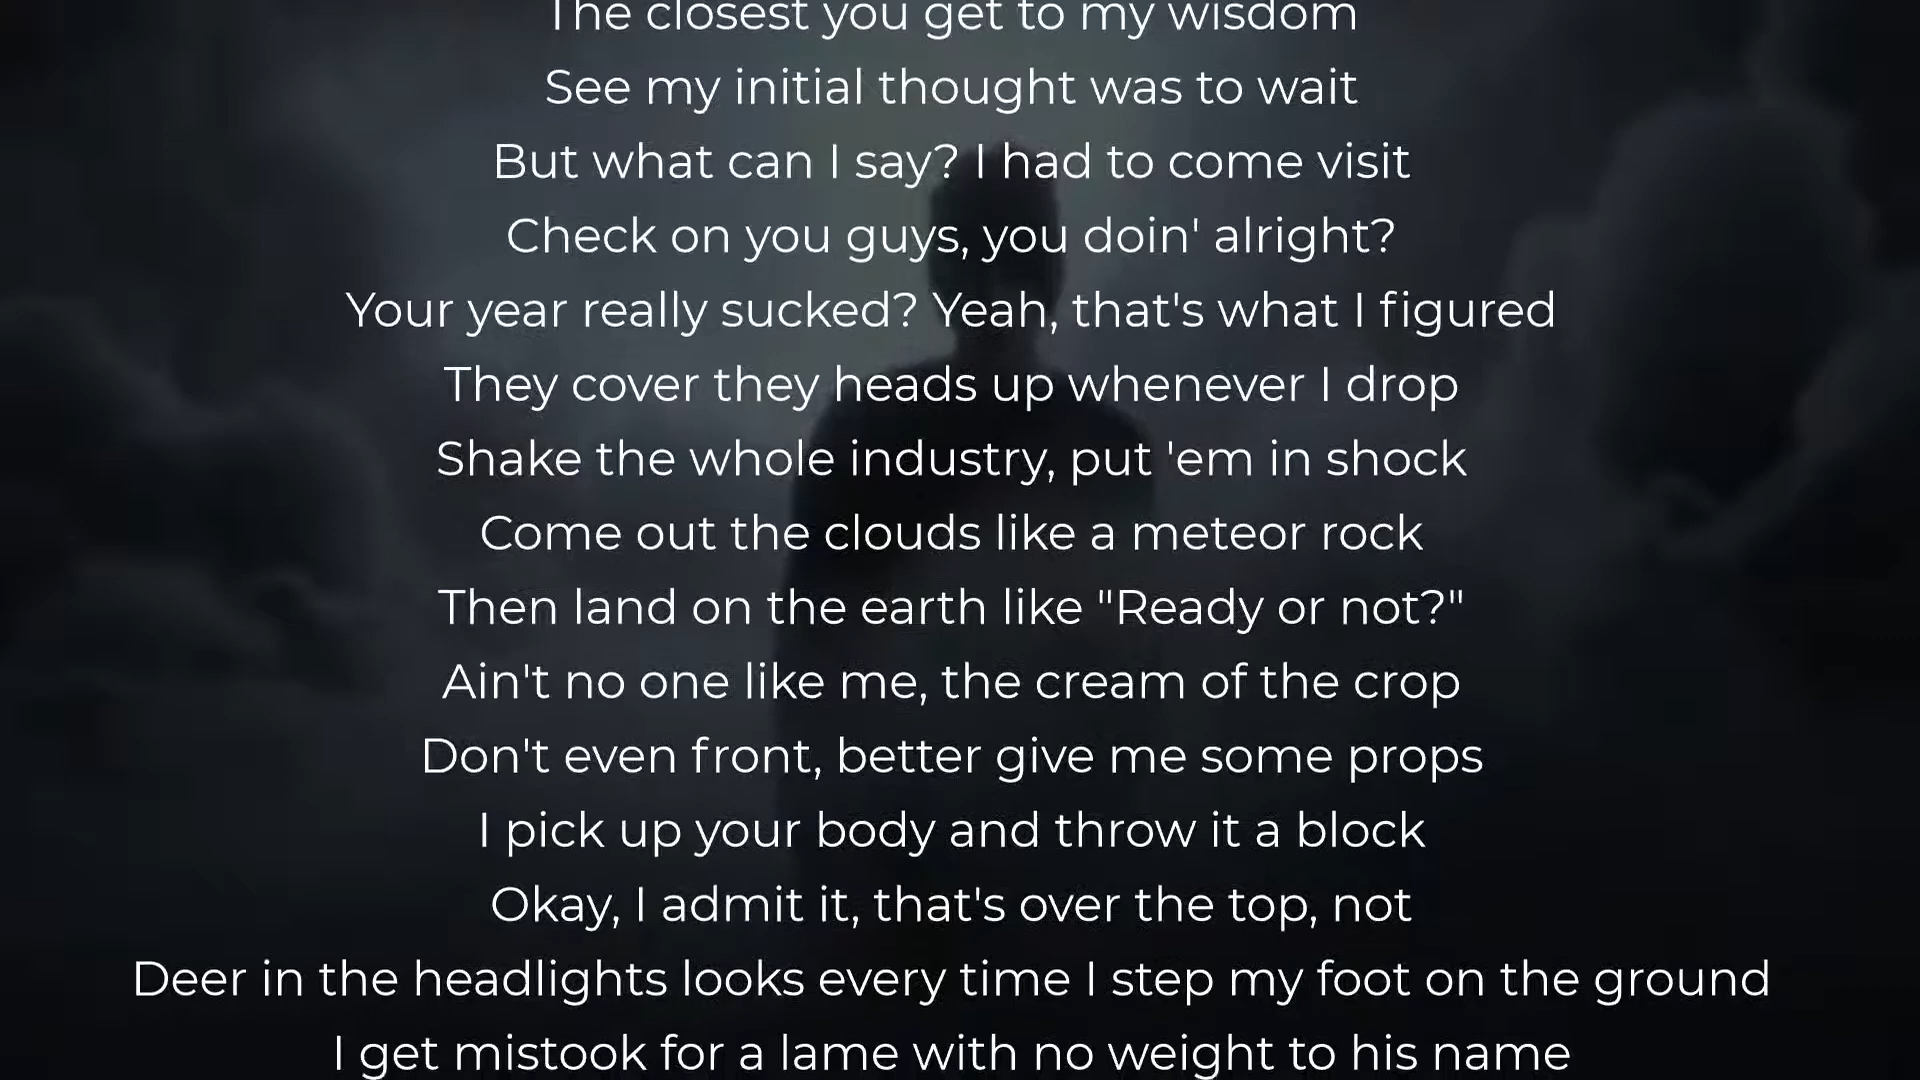 The closest you get to my wisdom
See my initial thought was to wait
But what can I say? I had to come visit
Check on you guys, you doin' alright?
Your year really sucked? Yeah, that's what I figured
They cover they heads up whenever I drop
Shake the whole industry, put 'em in shock
Come out the clouds like a meteor rock
Then land on the earth like "Ready or not?"
Ain't no one like me, the cream of the crop
Don't even front, better give me some props
I pick up your body and throw it a block
Okay, I admit it, that's over the top, not
Deer in the headlights looks every time I step my foot on the ground
I get mistook for a lame with no weight to his name